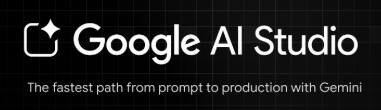 Google AI Studio
The fastest path from prompt to production with Gemini